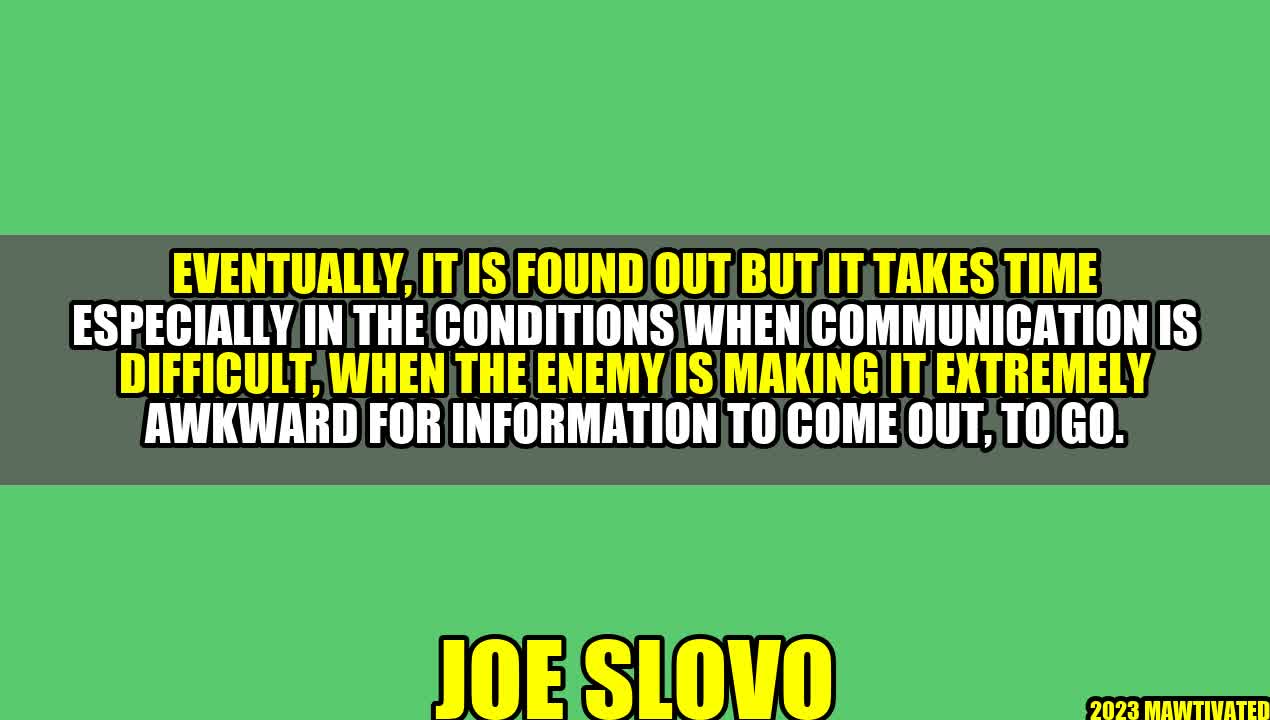 EVENTUALLY, IT IS FOUND OUT BUT IT TAKES TIME
ESPECIALLY IN THE CONDITIONS WHEN COMMUNICATION IS
DIFFICULT, WHEN THE ENEMY IS MAKING IT EXTREMELY
AWKWARD FOR INFORMATION TO COME OUT, TO GO.
JOE SLOVO
2023 MAWTIVATED